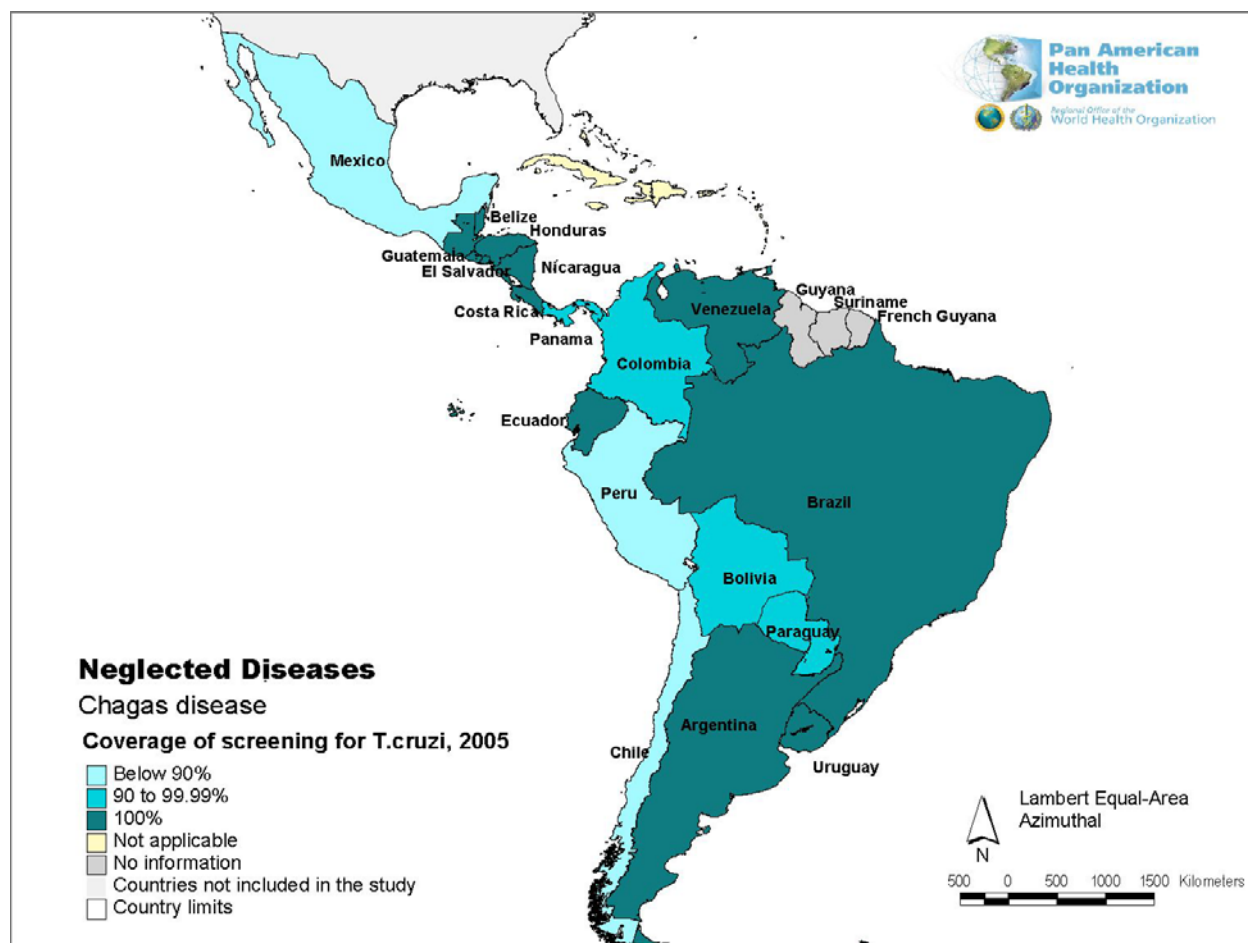 Pan American
Health
Organization
Regional Office of the
World Health Organization
Mexico
Belize
Honduras
Guatemala
El Salvador
Nícaragua
Costa Rica
Panama
Venezuela
Guyana
Suriname
French Guyana
Colombia
Ecuador
Peru
Brazil
Bolivia
Paraguay
Argentina
Chile
Uruguay
Neglected Diseases
Chagas disease
Coverage of screening for T.cruzi, 2005
Below 90%
90 to 99.99%
100%
Not applicable
No information
Countries not included in the study
Country limits
Lambert Equal-Area
Azimuthal
N
500 0 500 1000 1500 Kilometers